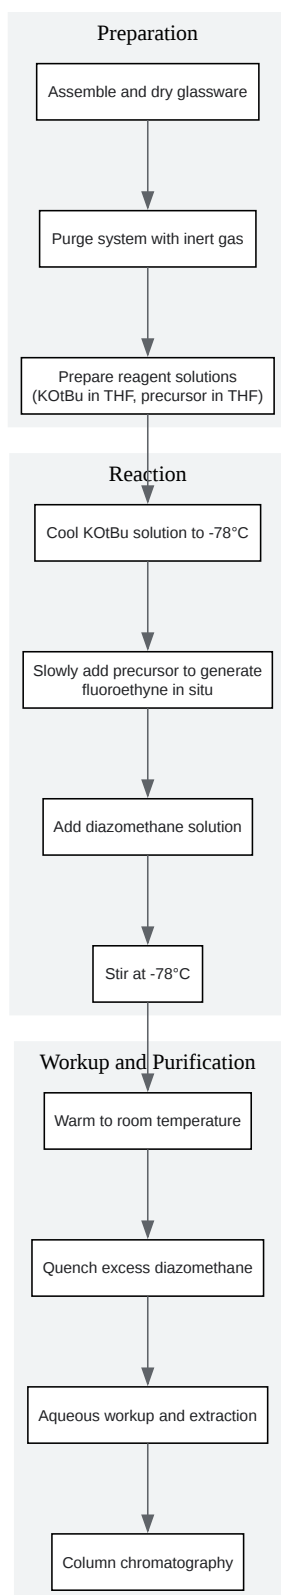 Preparation
Assemble and dry glassware
Purge system with inert gas
Prepare reagent solutions
(KOtBu in THF, precursor in THF)
Reaction
Cool KOtBu solution to -78°C
Slowly add precursor to generate
fluoroethyne in situ
Add diazomethane solution
Stir at -78°C
Workup and Purification
Warm to room temperature
Quench excess diazomethane
Aqueous workup and extraction
Column chromatography